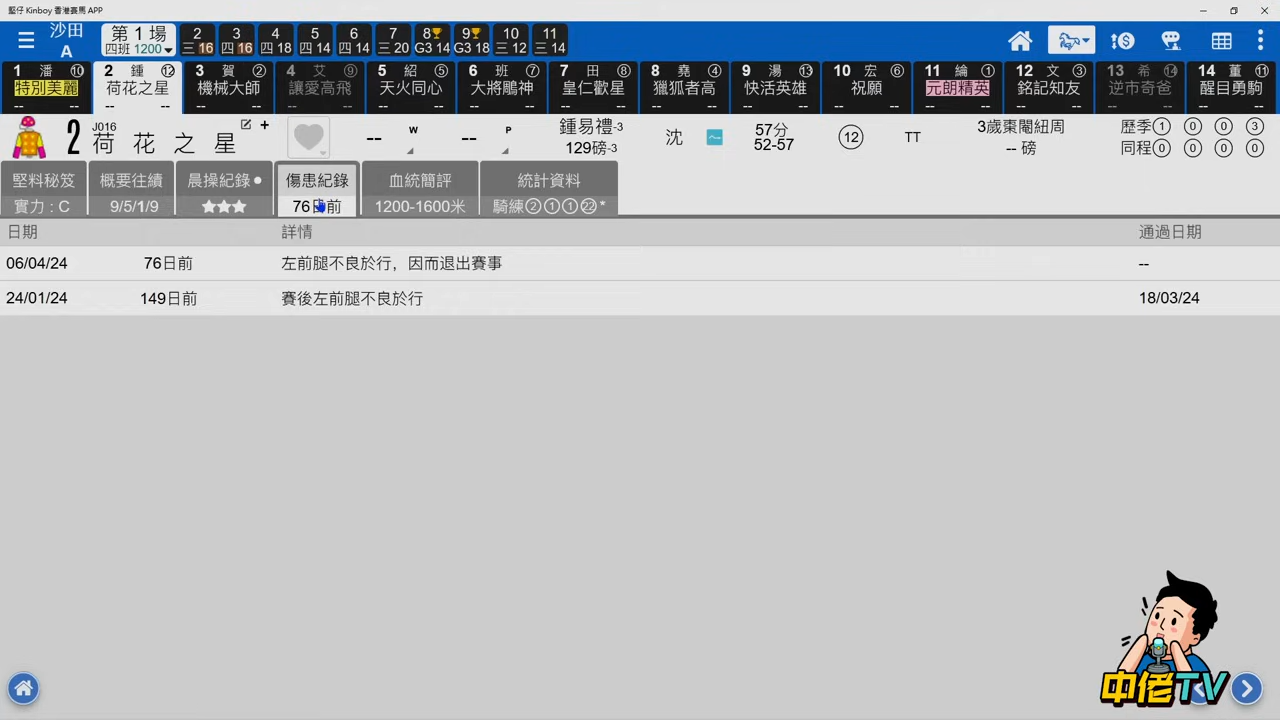 堅仔 Kinboy 香港賽馬 APP
沙田 A
第 1 場 四班 1200
2 三 16
3 四 16
4 四 18
5 四 14
6 四 14
7 三 20
8 G3 14
9 G3 18
10 三 12
11 三 14
1 潘 ⑩ 特別美麗 -- --
2 鍾 ⑫ 荷花之星 -- --
3 賀 ② 機械大師 -- --
4 艾 ⑨ 讓愛高飛 -- --
5 紹 ⑤ 天火同心 -- --
6 班 ⑦ 大將鵰神 -- --
7 田 ⑧ 皇仁歡星 -- --
8 堯 ④ 獵狐者高 -- --
9 湯 ⑬ 快活英雄 -- --
10 宏 ⑥ 祝願 -- --
11 綸 ① 元朗精英 -- --
12 文 ③ 銘記知友 -- --
13 希 ⑭ 逆市奇爸 -- --
14 董 ⑪ 醒目勇駒 -- --
2 J016 荷花之星 +
-- W -- P
鍾易禮-3
129磅-3
沈
57分
52-57
⑫
TT
3歲棗閹紐周
-- 磅
歷季① ⓪ ⓪ ③
同程⓪ ⓪ ⓪ ⓪
堅料秘笈 概要往績 晨操紀錄● 傷患紀錄 血統簡評 統計資料
實力 : C 9/5/1/9 ★★★ 76日前 1200-1600米 騎練②①①㉒*
日期 詳情 通過日期
06/04/24 76日前 左前腿不良於行，因而退出賽事 --
24/01/24 149日前 賽後左前腿不良於行 18/03/24
中佬TV